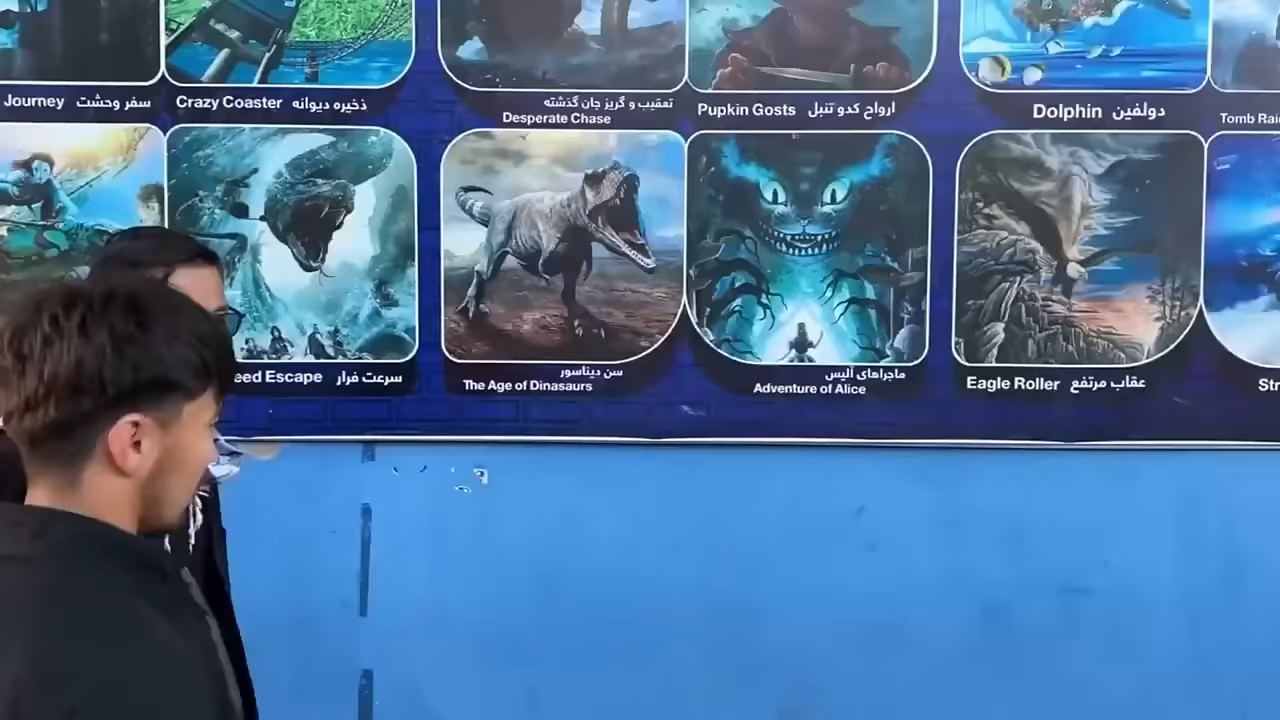 Journey سفر وحشت
Crazy Coaster ذخیره دیوانه
تعقیب و گریز جان گذشته
Desperate Chase
Pupkin Gosts ارواح کدو تنبل
Dolphin دولفین
Tomb
eed Escape سرعت فرار
سن دیناسور
The Age of Dinasaurs
ماجراهای آلیس
Adventure of Alice
Eagle Roller عقاب مرتفع